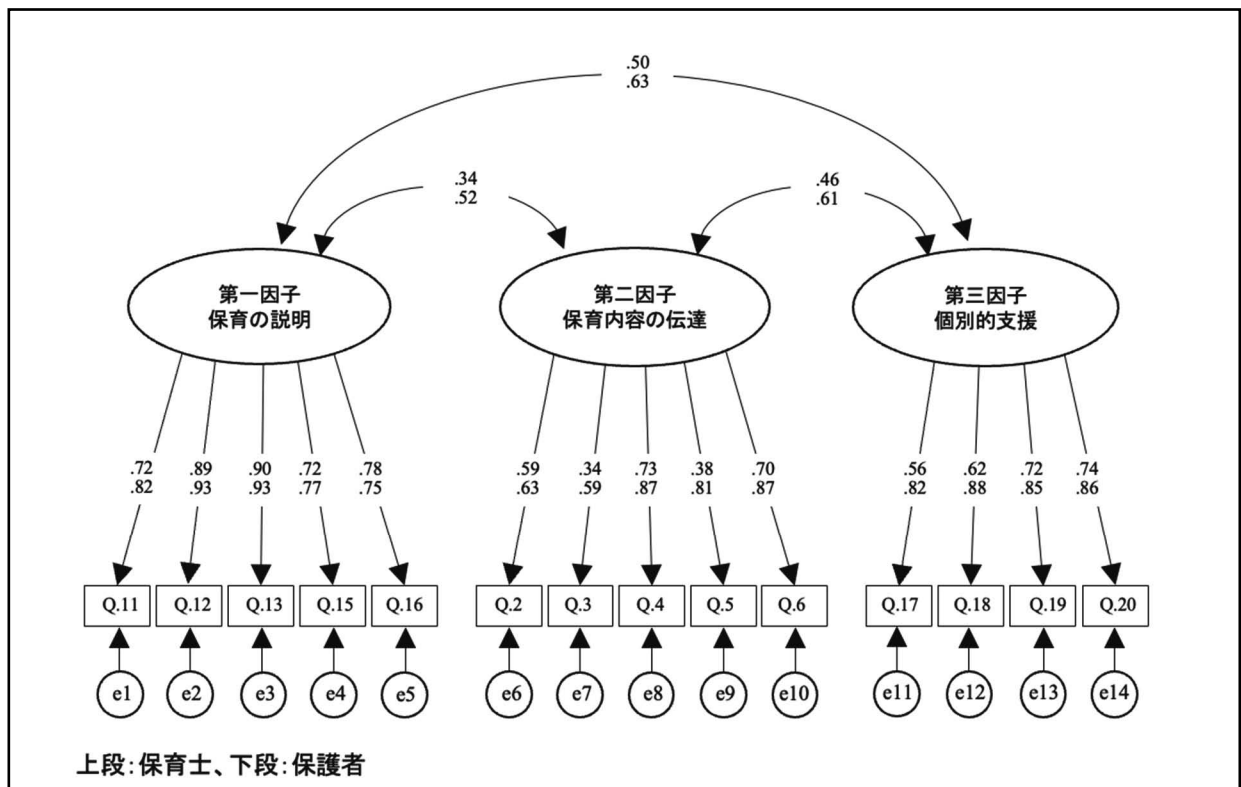 .50
.63
.34
.52
.46
.61
第一因子
保育の説明
第二因子
保育内容の伝達
第三因子
個別的支援
.72 .89 .90 .72 .78 .59 .34 .73 .38 .70 .56 .62 .72 .74
.82 .93 .93 .77 .75 .63 .59 .87 .81 .87 .82 .88 .85 .86
Q.11 Q.12 Q.13 Q.15 Q.16 Q.2 Q.3 Q.4 Q.5 Q.6 Q.17 Q.18 Q.19 Q.20
e1 e2 e3 e4 e5 e6 e7 e8 e9 e10 e11 e12 e13 e14
上段:保育士、下段:保護者